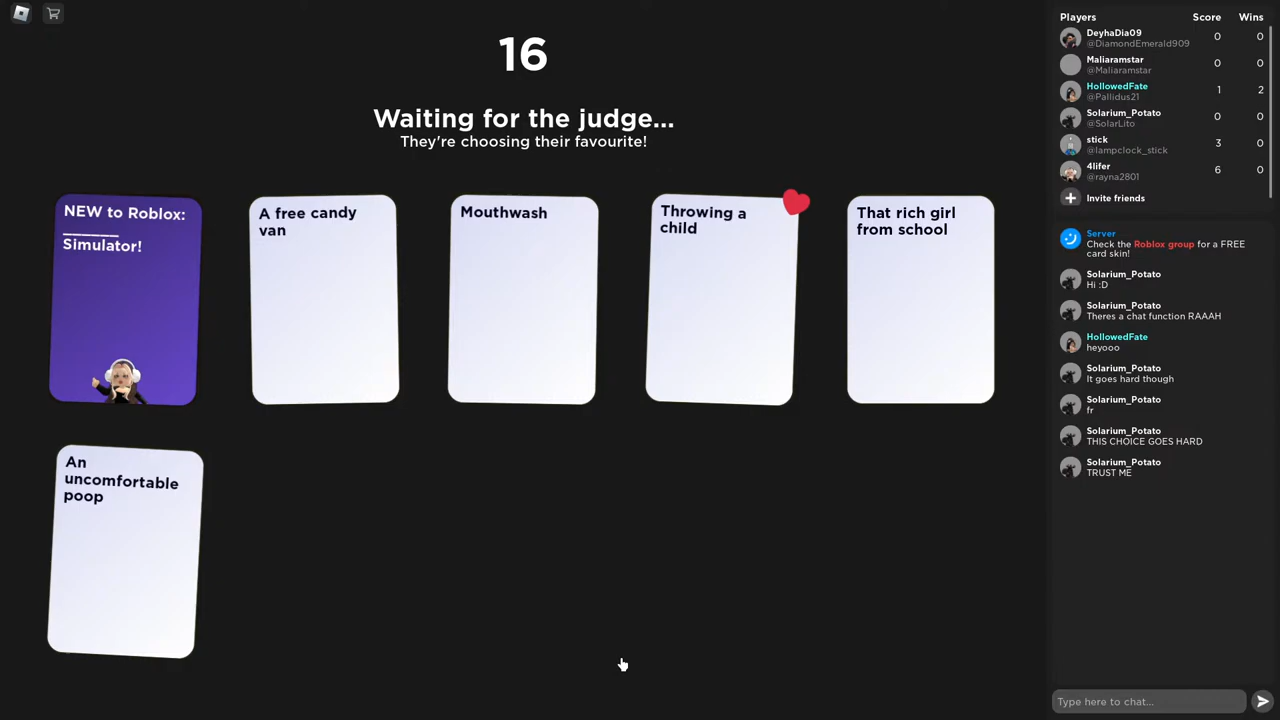 16
Waiting for the judge...
They're choosing their favourite!
NEW to Roblox:
______
Simulator!
A free candy
van
Mouthwash
Throwing a
child
That rich girl
from school
An
uncomfortable
poop
Players Score Wins
DeyhaDia09 0 0
@DiamondEmerald909
Maliaramstar 0 0
@Maliaramstar
HollowedFate 1 2
@Pallidus21
Solarium_Potato 0 0
@SolarLito
stick 3 0
@lampclock_stick
4lifer 6 0
@rayna2801
Invite friends
Server
Check the Roblox group for a FREE
card skin!
Solarium_Potato
Hi :D
Solarium_Potato
Theres a chat function RAAAH
HollowedFate
heyooo
Solarium_Potato
It goes hard though
Solarium_Potato
fr
Solarium_Potato
THIS CHOICE GOES HARD
Solarium_Potato
TRUST ME
Type here to chat...